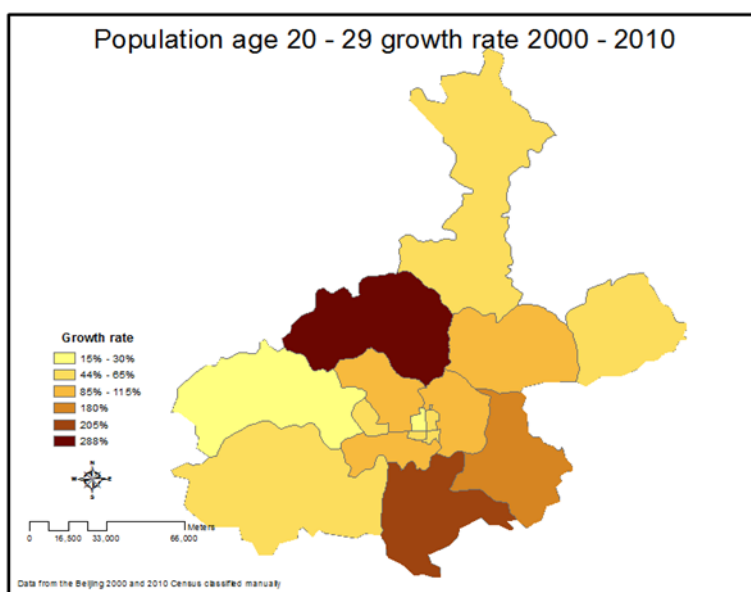 Population age 20 - 29 growth rate 2000 - 2010
Growth rate
15% - 30%
44% - 65%
85% - 115%
180%
205%
288%
N
W E
S
Meters
0 16,500 33,000 66,000
Data from the Beijing 2000 and 2010 Census classified manually